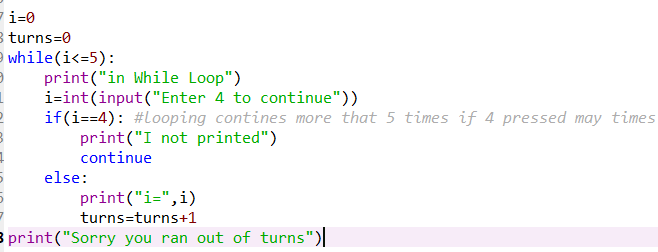 i=0
turns=0
while(i<=5):
    print("in While Loop")
    i=int(input("Enter 4 to continue"))
    if(i==4): #looping contines more that 5 times if 4 pressed may times
        print("I not printed")
        continue
    else:
        print("i=",i)
        turns=turns+1
print("Sorry you ran out of turns")